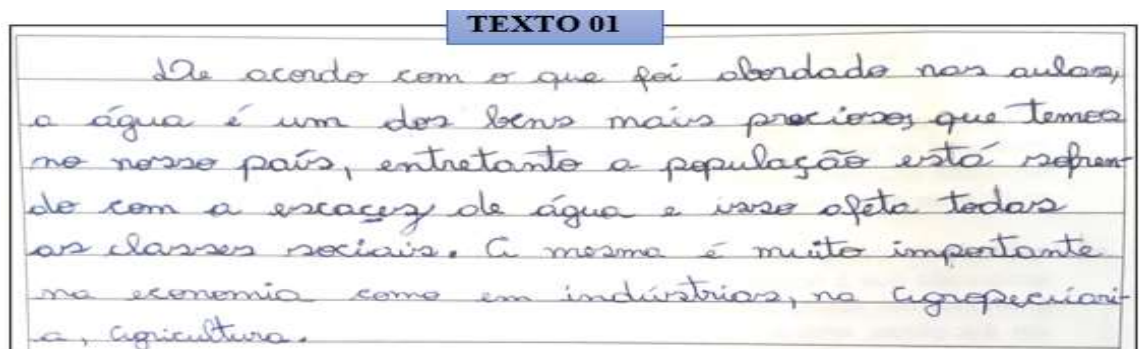 TEXTO 01
De acordo com o que foi abordado nas aulas,
a água é um dos bens mais preciosos que temos
no nosso país, entretanto a população está sofren-
do com a escaçez de água e isso afeta todas
as classes sociais. A mesma é muito importante
na economia como em indústrias, na agropecuari-
a, agricultura.